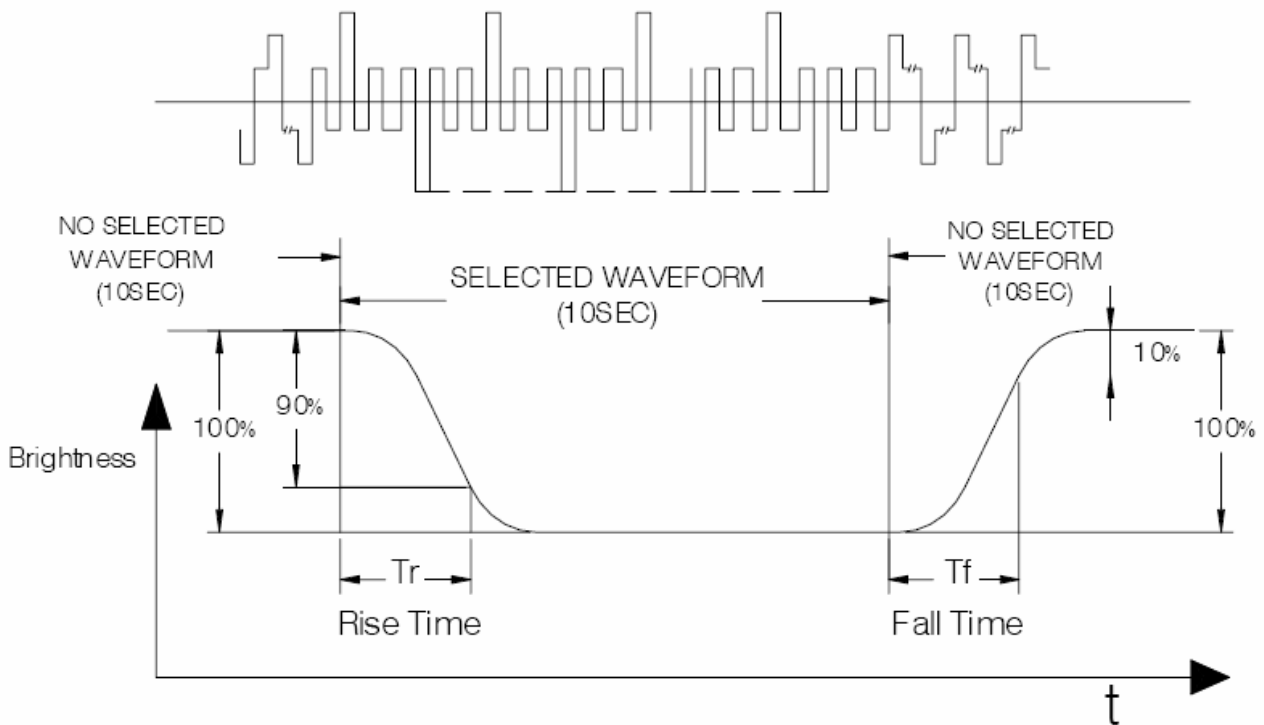 NO SELECTED
WAVEFORM
(10SEC)
SELECTED WAVEFORM
(10SEC)
NO SELECTED
WAVEFORM
(10SEC)
10%
90%
100%
100%
Brightness
Tr
Tf
Rise Time
Fall Time
t